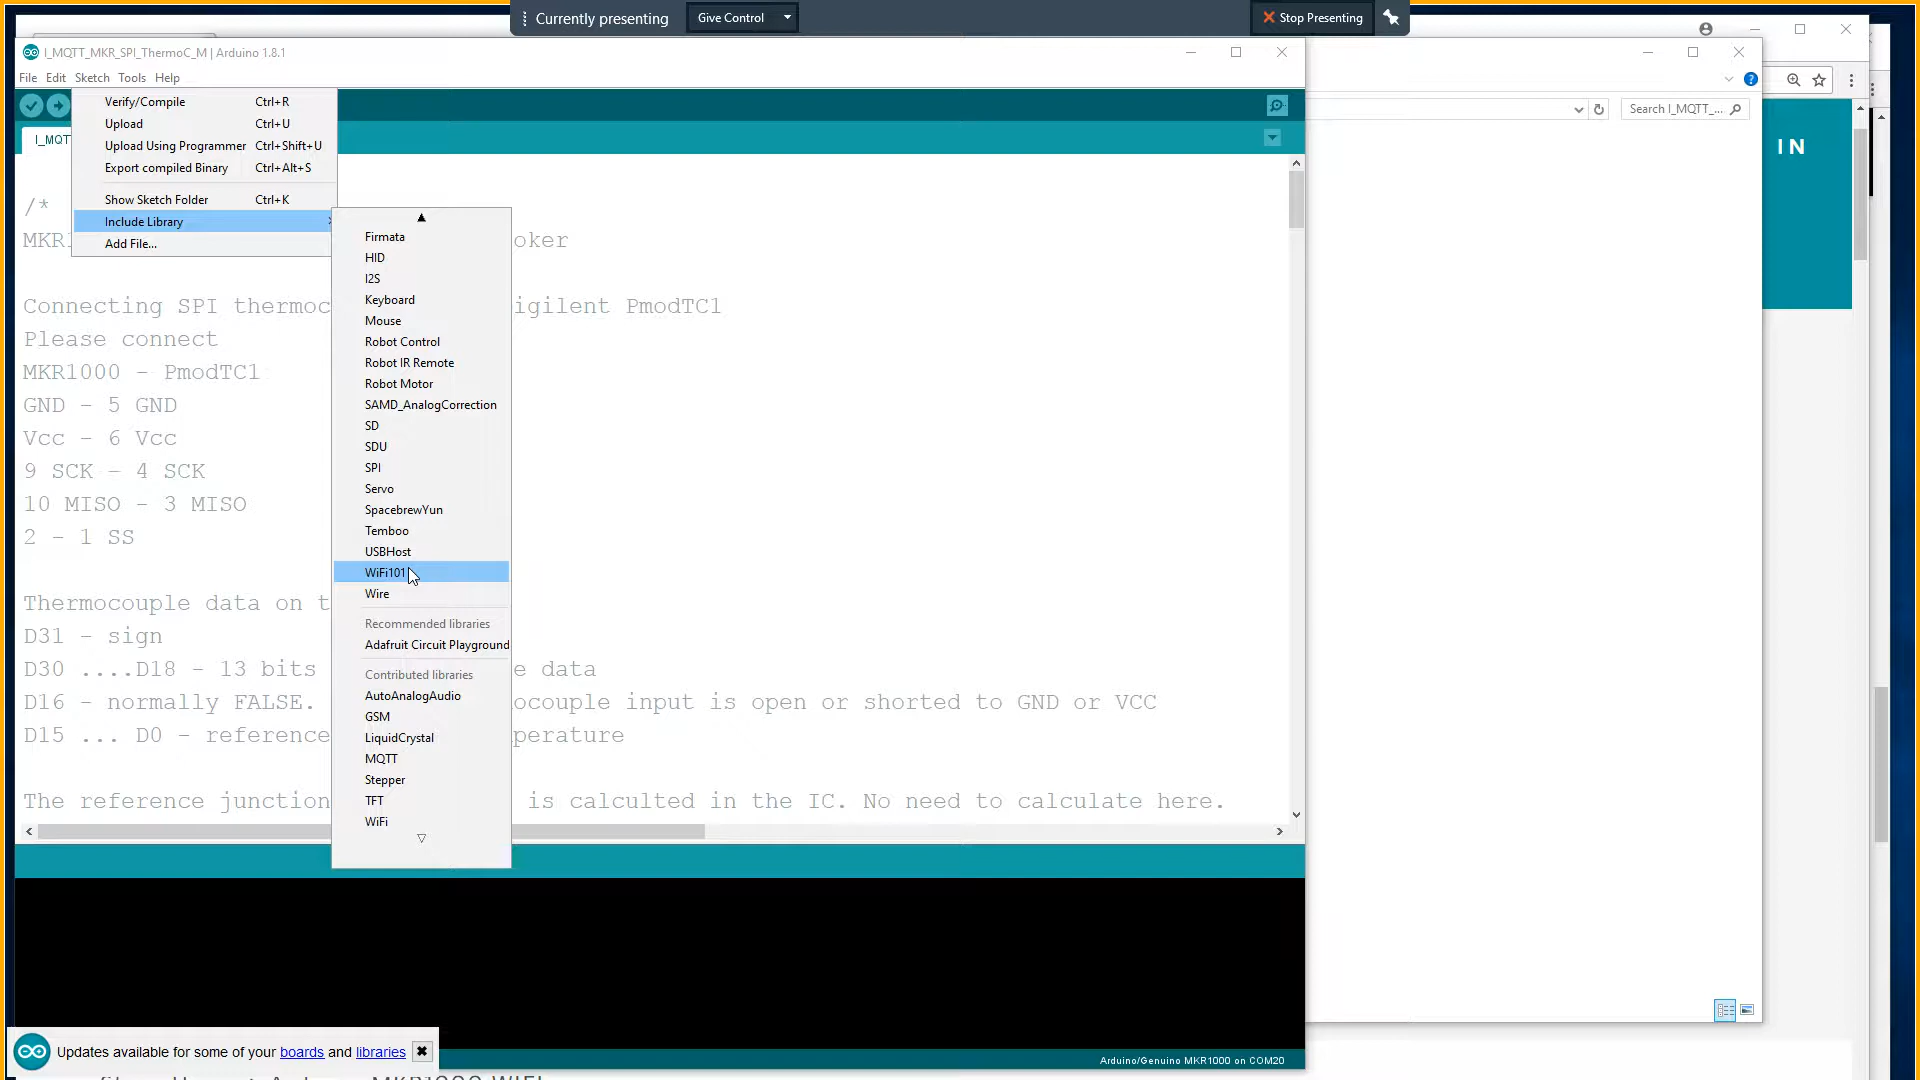 Currently presenting
Give Control
Stop Presenting
I_MQTT_MKR_SPI_ThermoC_M | Arduino 1.8.1
File Edit Sketch Tools Help
Verify/Compile Ctrl+R
Upload Ctrl+U
Upload Using Programmer Ctrl+Shift+U
Export compiled Binary Ctrl+Alt+S
Show Sketch Folder Ctrl+K
Include Library
Add File...
Search I_MQTT_...
IN
I_MQT
Firmata
HID
I2S
Keyboard
Mouse
Robot Control
Robot IR Remote
Robot Motor
SAMD_AnalogCorrection
SD
SDU
SPI
Servo
SpacebrewYun
Temboo
USBHost
WiFi101
Wire
Recommended libraries
Adafruit Circuit Playground
Contributed libraries
AutoAnalogAudio
GSM
LiquidCrystal
MQTT
Stepper
TFT
WiFi
/*
MKR1 oker
Connecting SPI thermoc igilent PmodTC1
Please connect
MKR1000 - PmodTC1
GND - 5 GND
Vcc - 6 Vcc
9 SCK - 4 SCK
10 MISO - 3 MISO
2 - 1 SS
Thermocouple data on t
D31 - sign
D30 ....D18 - 13 bits e data
D16 - normally FALSE. ocouple input is open or shorted to GND or VCC
D15 ... D0 - reference perature
The reference junction is calculted in the IC. No need to calculate here.
Updates available for some of your boards and libraries
Arduino/Genuino MKR1000 on COM20